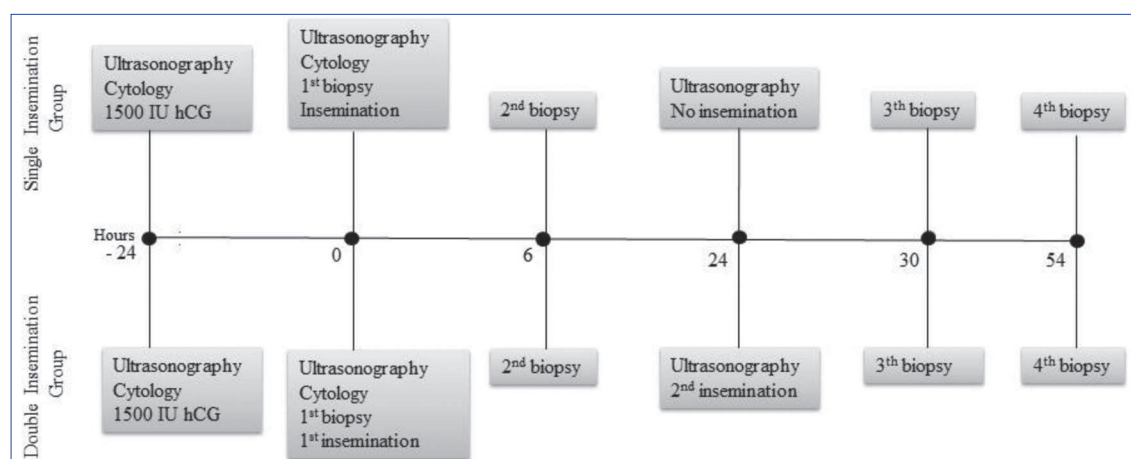 Single Insemination
Group
Ultrasonography
Cytology
1500 IU hCG
Ultrasonography
Cytology
1st biopsy
Insemination
2nd biopsy
Ultrasonography
No insemination
3th biopsy
4th biopsy
Hours
- 24
0
6
24
30
54
Double Insemination
Group
Ultrasonography
Cytology
1500 IU hCG
Ultrasonography
Cytology
1st biopsy
1st insemination
2nd biopsy
Ultrasonography
2nd insemination
3th biopsy
4th biopsy